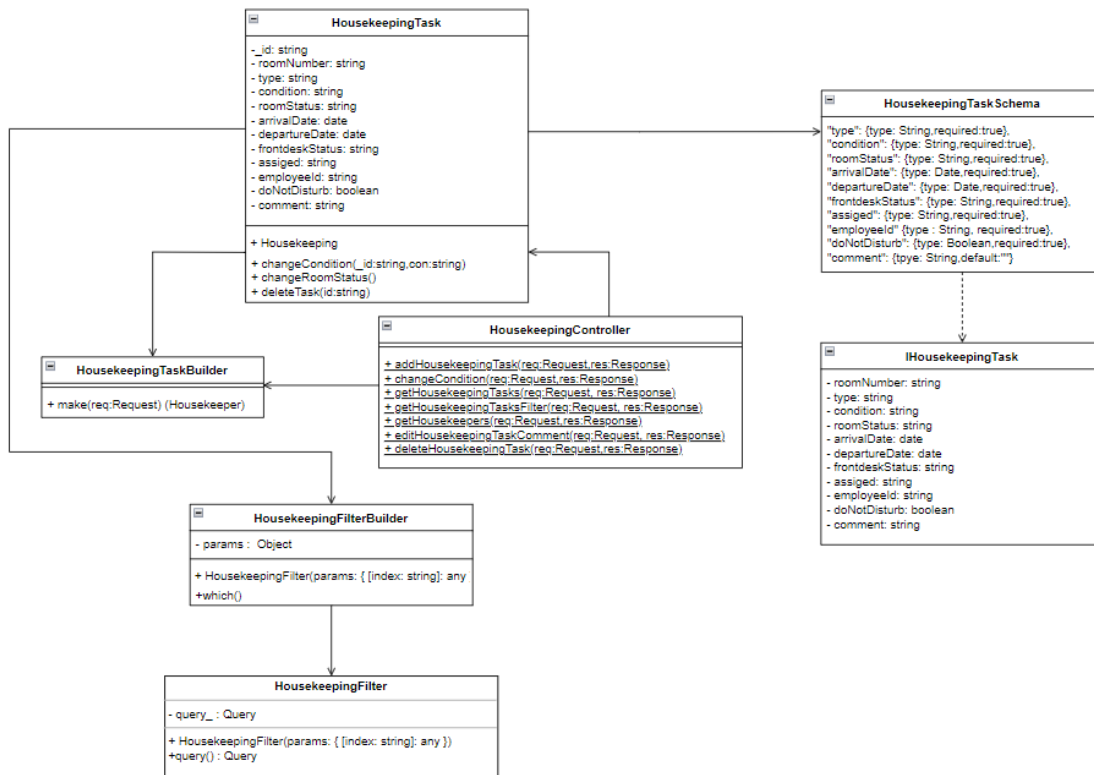 HousekeepingTask
-_id: string
- roomNumber: string
- type: string
- condition: string
- roomStatus: string
- arrivalDate: date
- departureDate: date
- frontdeskStatus: string
- assiged: string
- employeeId: string
- doNotDisturb: boolean
- comment: string
+ Housekeeping
+ changeCondition(_id:string,con:string)
+ changeRoomStatus()
+ deleteTask(id:string)
HousekeepingTaskSchema
"type": {type: String,required:true},
"condition": {type: String,required:true},
"roomStatus": {type: String,required:true},
"arrivalDate": {type: Date,required:true},
"departureDate": {type: Date,required:true},
"frontdeskStatus": {type: String,required:true},
"assiged": {type: String,required:true},
"employeeId" {type : String, required:true},
"doNotDisturb": {type: Boolean,required:true},
"comment": {tpye: String,default:""}
HousekeepingController
+ addHousekeepingTask(req:Request,res:Response)
+ changeCondition(req:Request,res:Response)
+ getHousekeepingTasks(req:Request, res:Response)
+ getHousekeepingTasksFilter(req:Request, res:Response)
+ getHousekeepers(req:Request,res:Response)
+ editHousekeepingTaskComment(req:Request, res:Response)
+ deleteHousekeepingTask(req:Request,res:Response)
HousekeepingTaskBuilder
+ make(req:Request) (Housekeeper)
IHousekeepingTask
- roomNumber: string
- type: string
- condition: string
- roomStatus: string
- arrivalDate: date
- departureDate: date
- frontdeskStatus: string
- assiged: string
- employeeId: string
- doNotDisturb: boolean
- comment: string
HousekeepingFilterBuilder
- params : Object
+ HousekeepingFilter(params: { [index: string]: any
+which()
HousekeepingFilter
- query_ : Query
+ HousekeepingFilter(params: { [index: string]: any })
+query() : Query